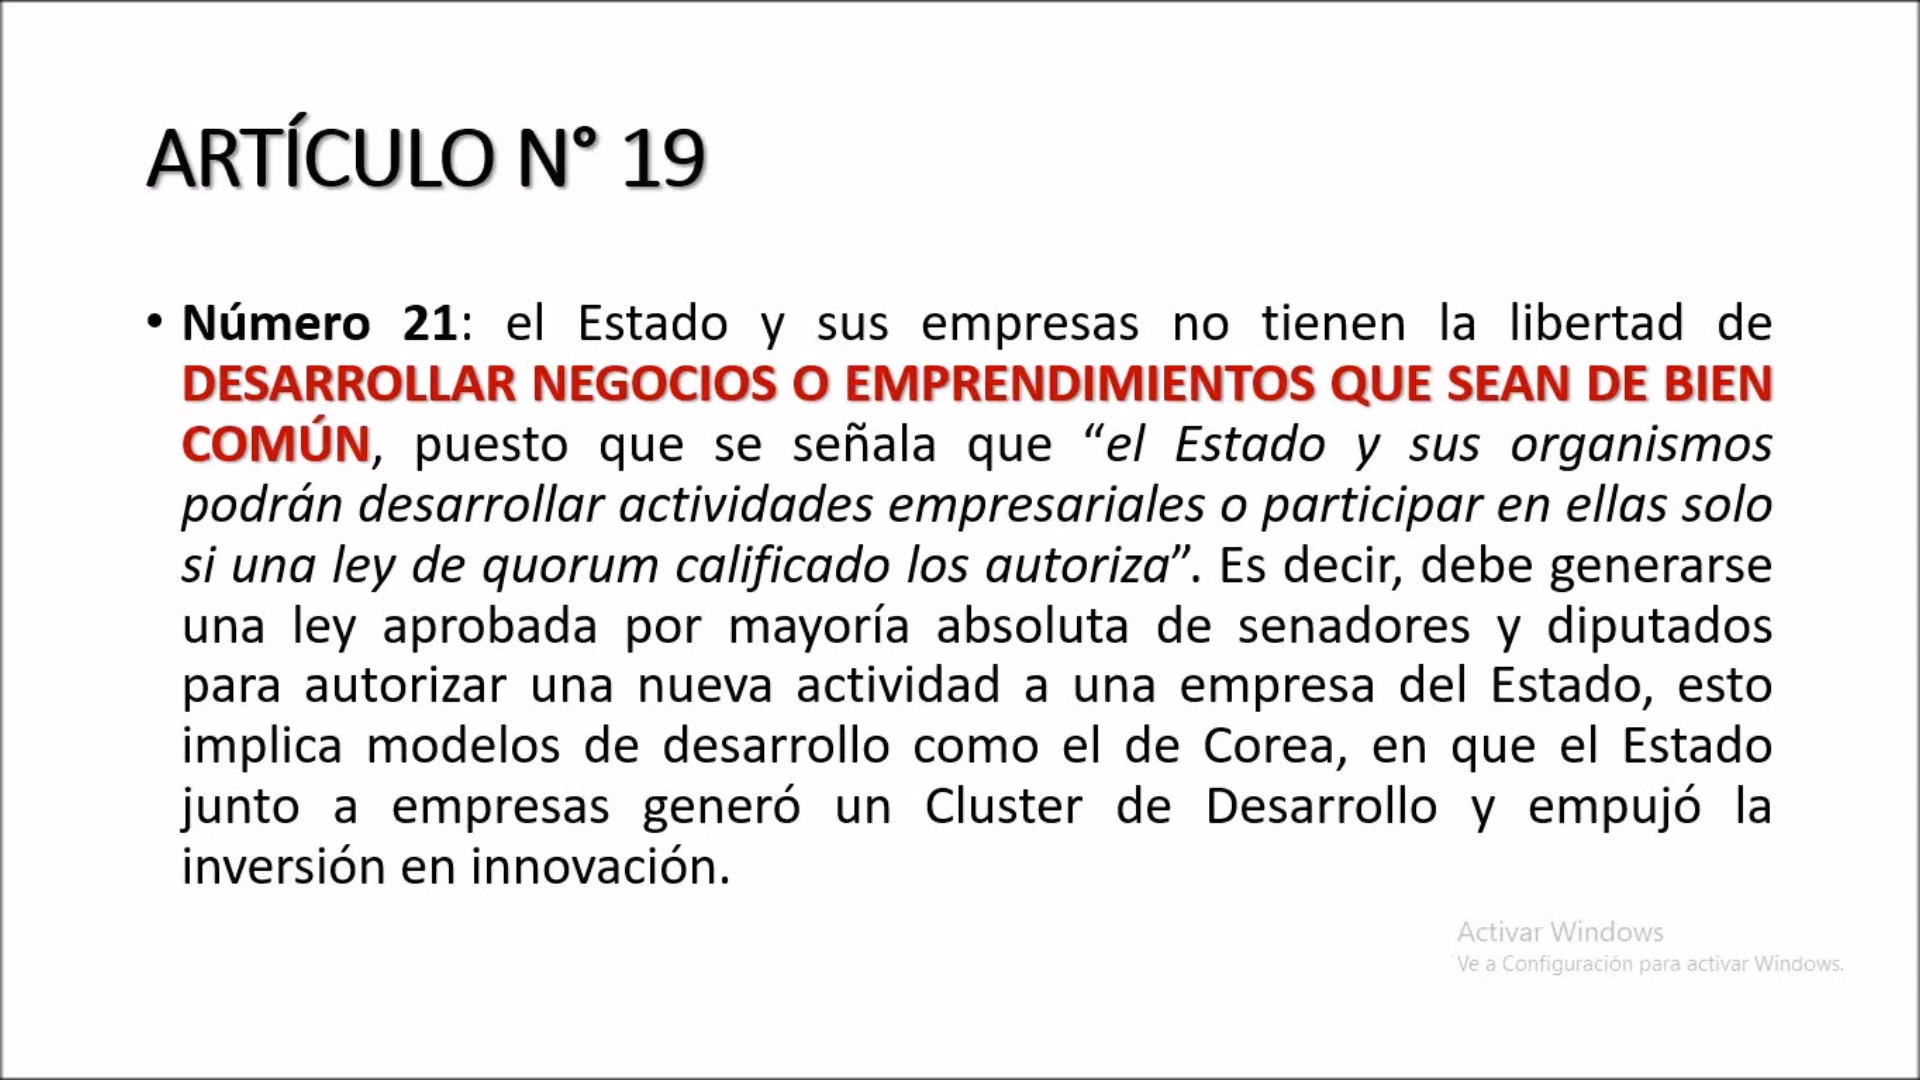 ARTÍCULO N° 19
• Número 21: el Estado y sus empresas no tienen la libertad de
DESARROLLAR NEGOCIOS O EMPRENDIMIENTOS QUE SEAN DE BIEN
COMÚN, puesto que se señala que “el Estado y sus organismos
podrán desarrollar actividades empresariales o participar en ellas solo
si una ley de quorum calificado los autoriza”. Es decir, debe generarse
una ley aprobada por mayoría absoluta de senadores y diputados
para autorizar una nueva actividad a una empresa del Estado, esto
implica modelos de desarrollo como el de Corea, en que el Estado
junto a empresas generó un Cluster de Desarrollo y empujó la
inversión en innovación.
Activar Windows
Ve a Configuración para activar Windows.